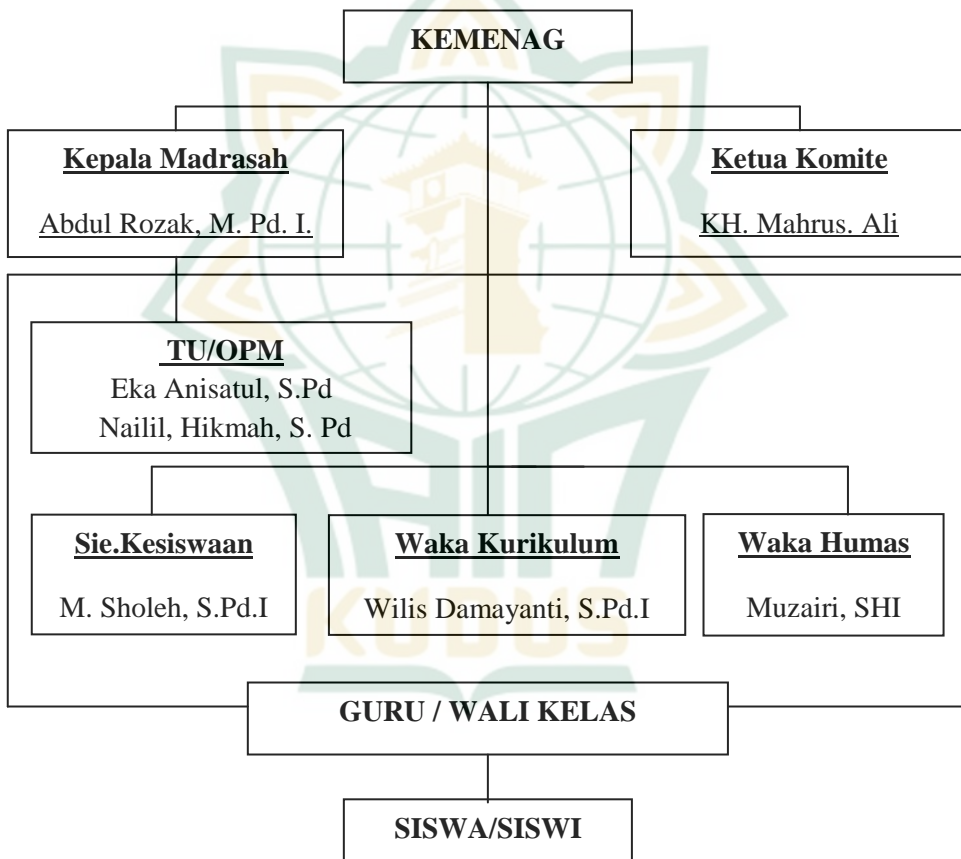 KEMENAG
Kepala Madrasah
Abdul Rozak, M. Pd. I.
Ketua Komite
KH. Mahrus. Ali
TU/OPM
Eka Anisatul, S.Pd
Nailil, Hikmah, S. Pd
Sie.Kesiswaan
M. Sholeh, S.Pd.I
Waka Kurikulum
Wilis Damayanti, S.Pd.I
Waka Humas
Muzairi, SHI
KUDUS
GURU / WALI KELAS
SISWA/SISWI